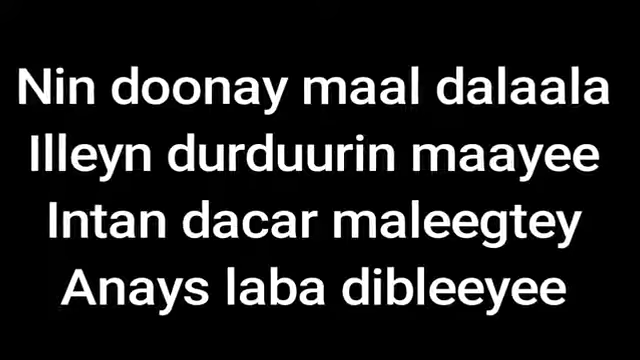 Nin doonay maal dalaala
Illeyn durduurin maayee
Intan dacar maleegtey
Anays laba dibleeyee